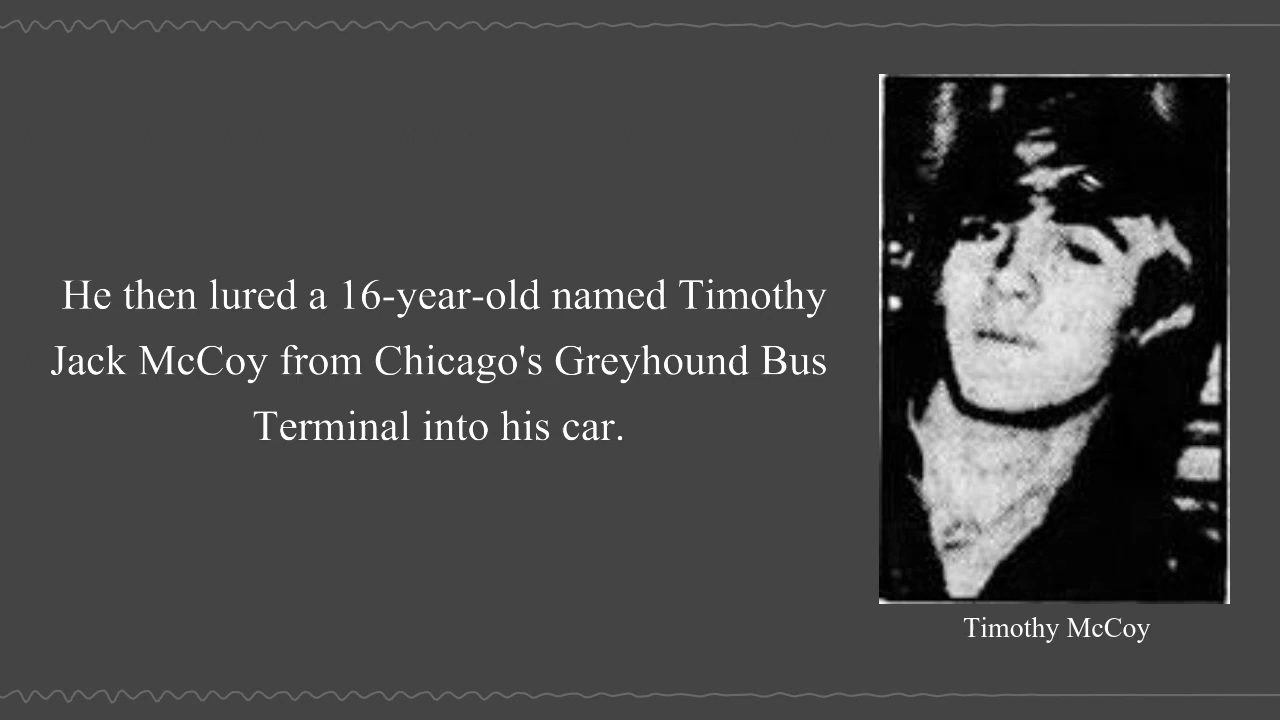 He then lured a 16-year-old named Timothy
Jack McCoy from Chicago's Greyhound Bus
Terminal into his car.
Timothy McCoy